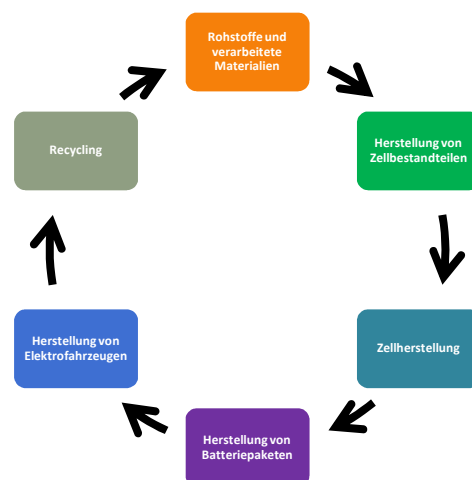 Rohstoffe und
verarbeitete
Materialien
Herstellung von
Zellbestandteilen
Zellherstellung
Herstellung von
Batteriepaketen
Herstellung von
Elektrofahrzeugen
Recycling